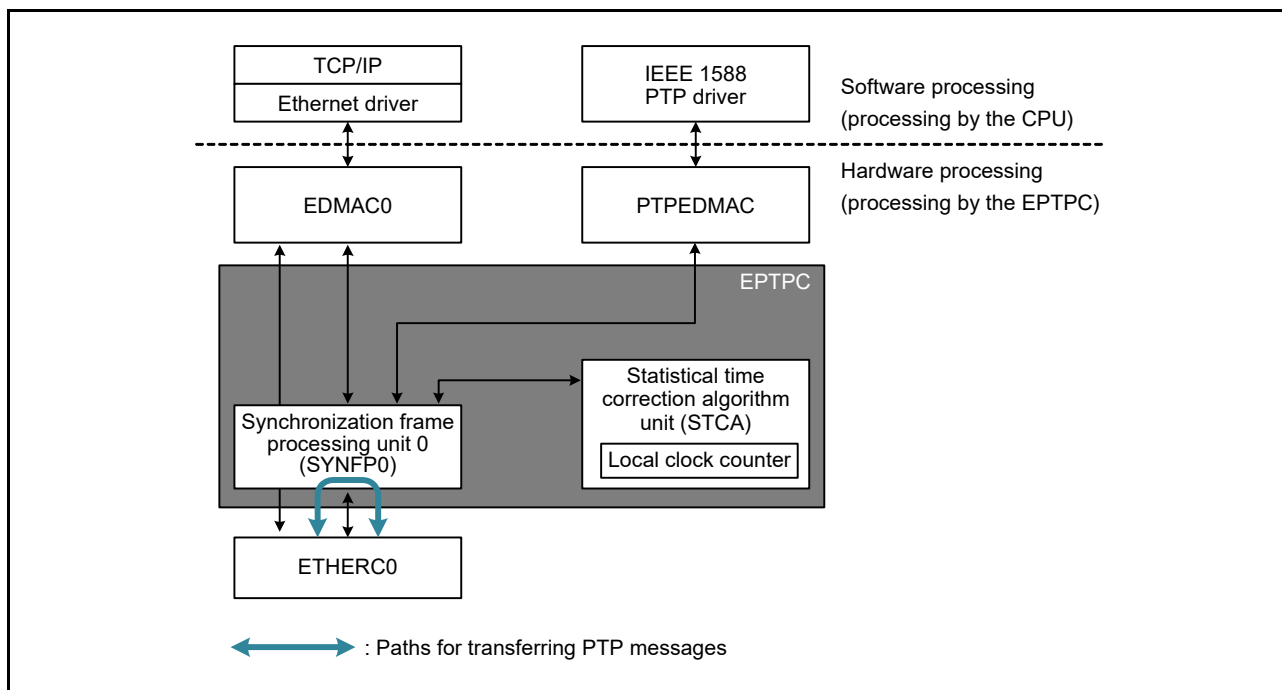 TCP/IP
Ethernet driver
IEEE 1588
PTP driver
Software processing
(processing by the CPU)
Hardware processing
(processing by the EPTPC)
EDMAC0
PTPEDMAC
EPTPC
Synchronization frame
processing unit 0
(SYNFP0)
Statistical time
correction algorithm
unit (STCA)
Local clock counter
ETHERC0
: Paths for transferring PTP messages